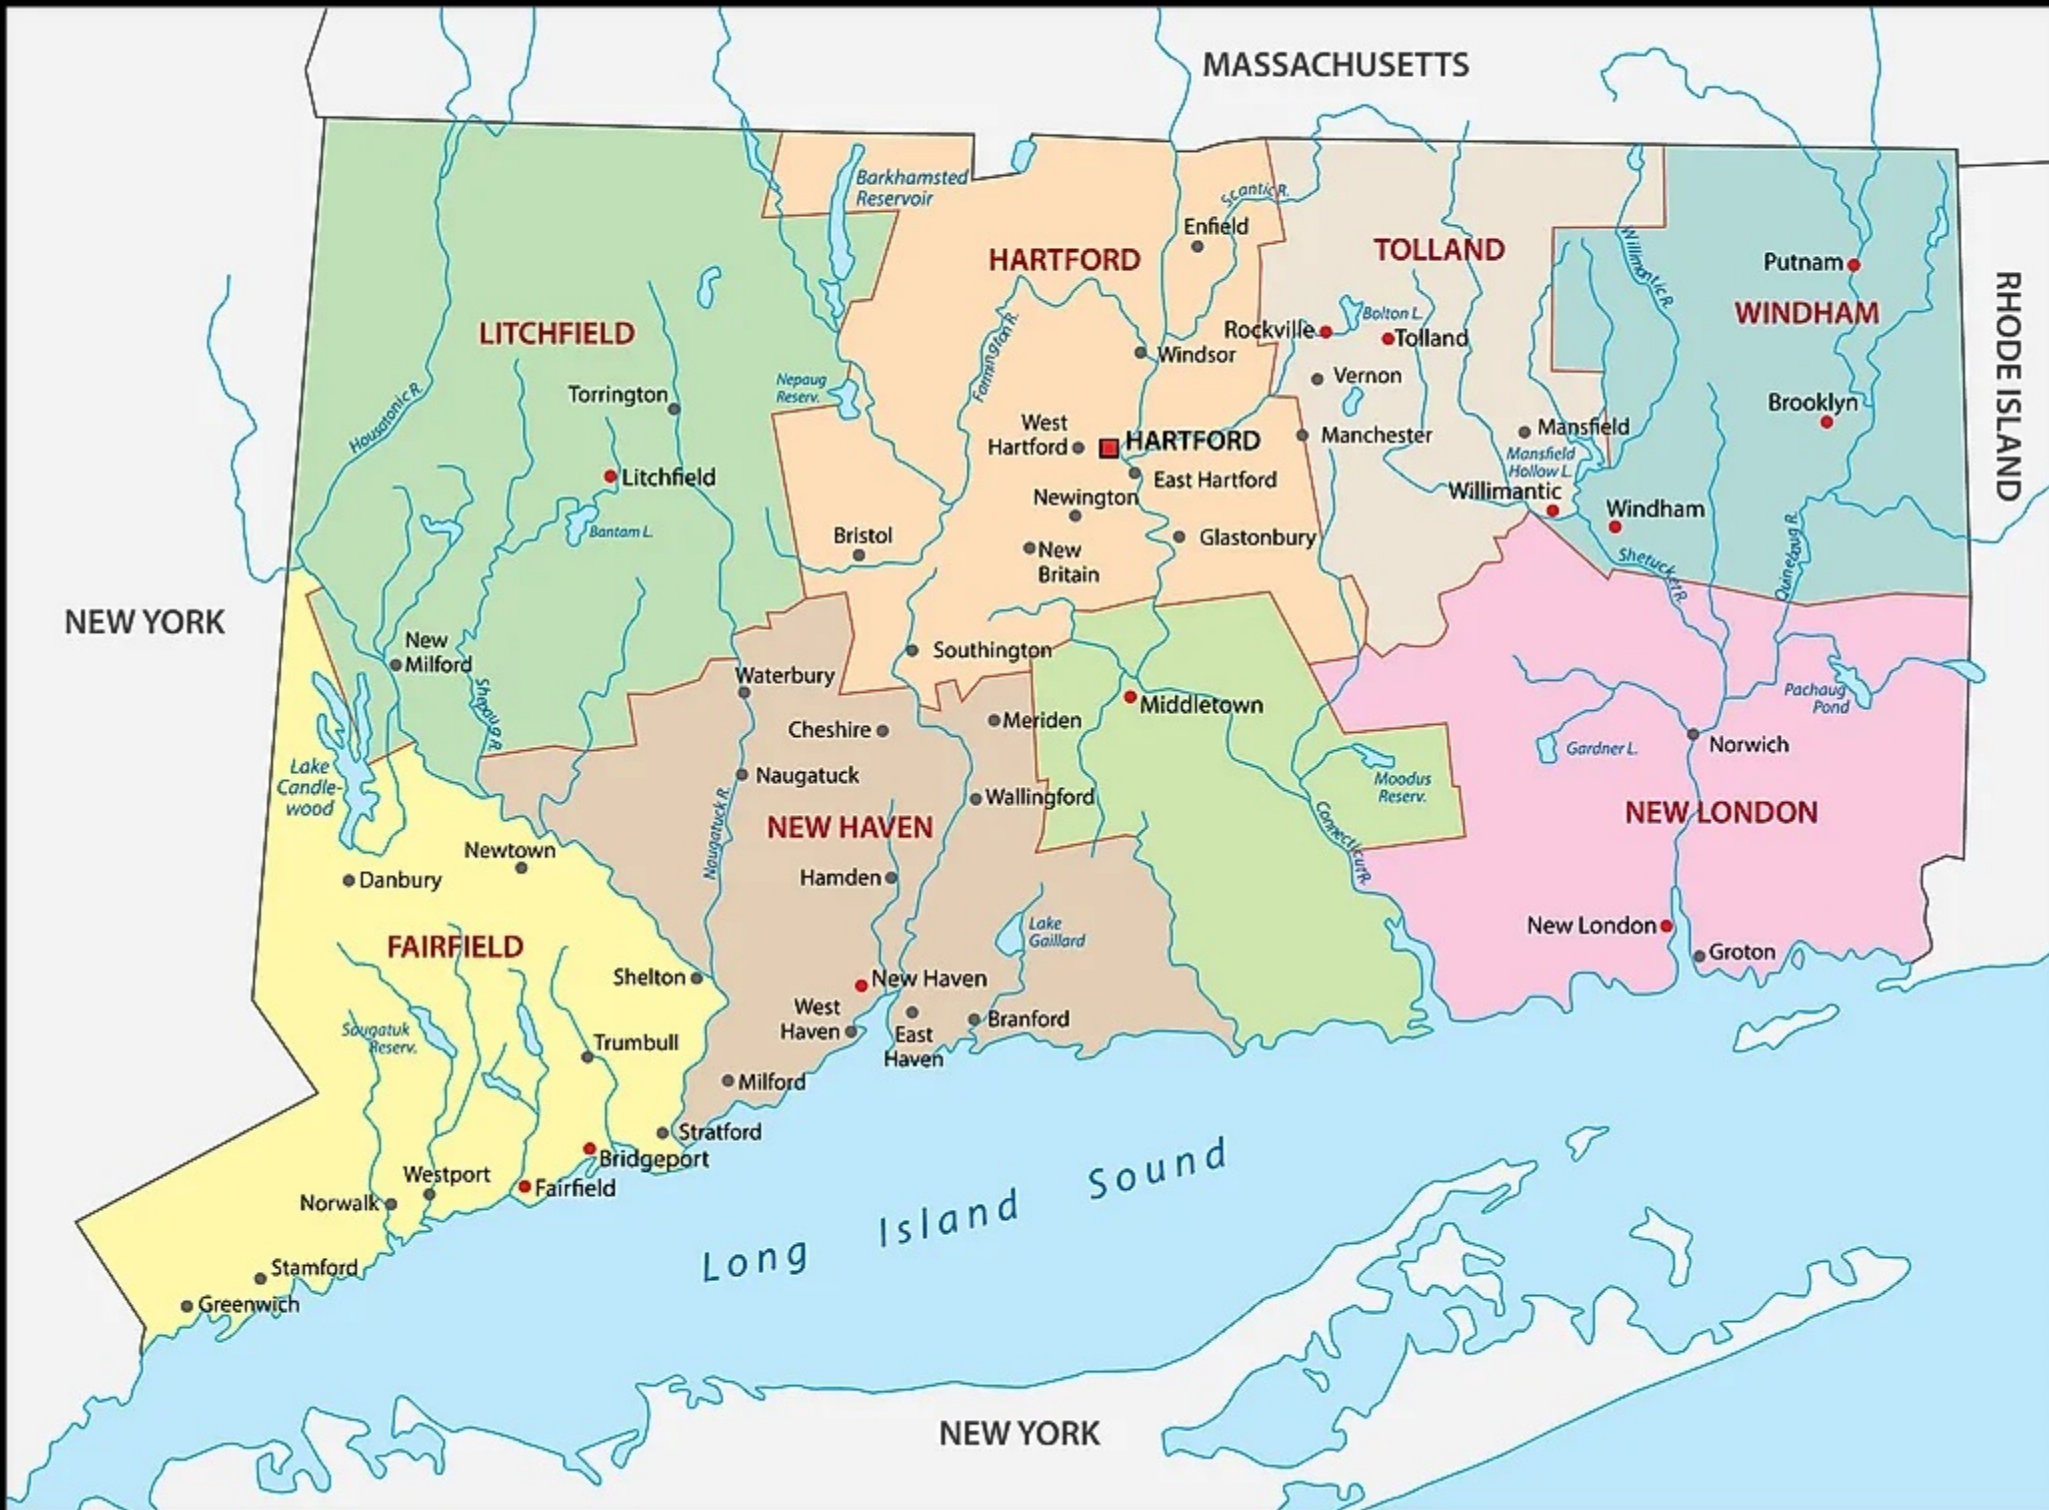 MASSACHUSETTS
Barkhamsted
Reservoir
Scantic R.
Enfield
HARTFORD
TOLLAND
Willimantic R.
Putnam
WINDHAM
RHODE ISLAND
LITCHFIELD
Farmington R.
Bolton L.
Rockville
Tolland
Windsor
Vernon
Nepaug
Reserv.
Torrington
Housatonic R.
Brooklyn
West
Hartford
HARTFORD
Manchester
Mansfield
Mansfield
Hollow L.
Litchfield
East Hartford
Willimantic
Newington
Windham
Bantam L.
Bristol
Glastonbury
New
Britain
Shetucket R.
Quinebaug R.
NEW YORK
New
Milford
Southington
Shepaug R.
Waterbury
Middletown
Pachaug
Pond
Cheshire
Meriden
Norwich
Gardner L.
Lake
Candle-
wood
Naugatuck
Moodus
Reserv.
Wallingford
Naugatuck R.
NEW HAVEN
Connecticut R.
NEW LONDON
Newtown
Danbury
Hamden
FAIRFIELD
Lake
Gaillard
New London
Groton
Shelton
New Haven
West
Haven
East
Haven
Branford
Saugatuk
Reserv.
Trumbull
Milford
Stratford
Bridgeport
Westport
Fairfield
Norwalk
Long Island Sound
Stamford
Greenwich
NEW YORK